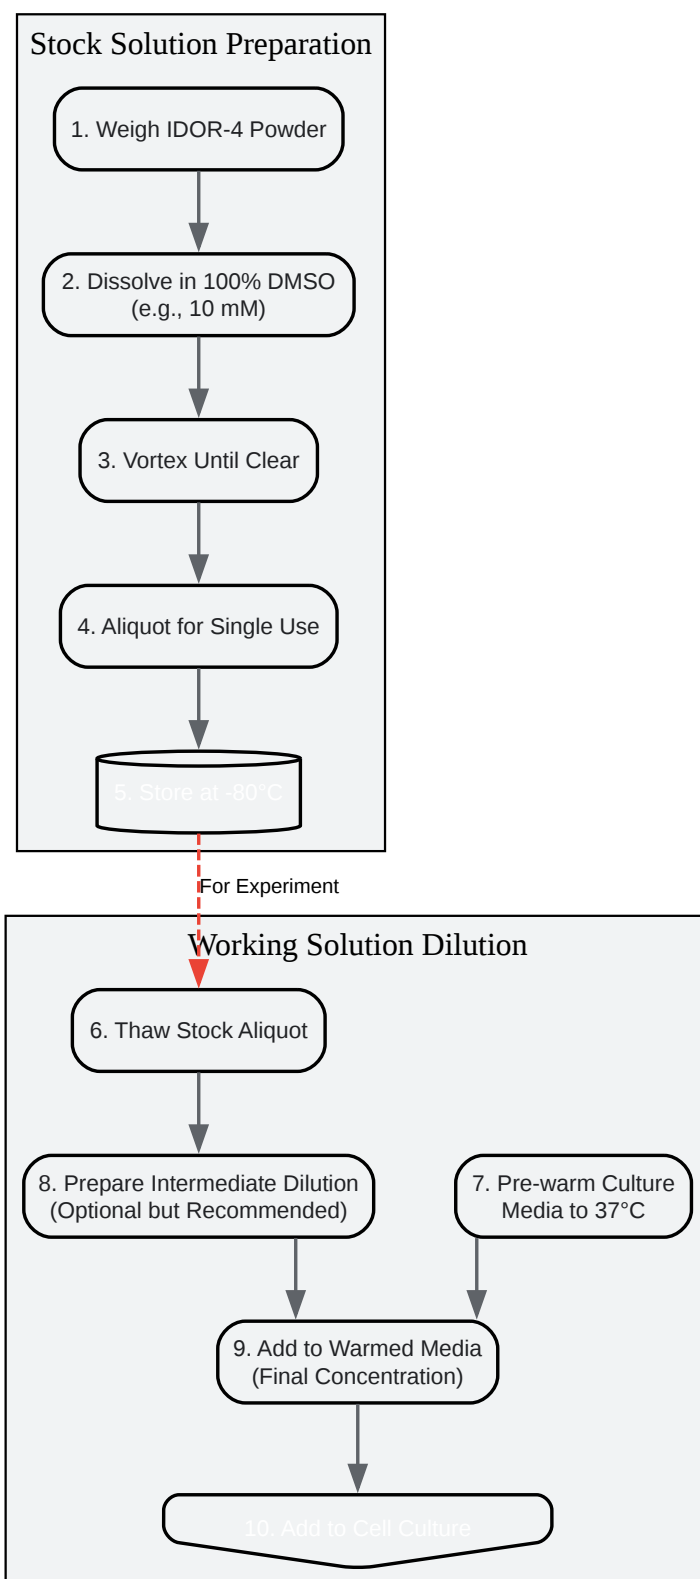 Stock Solution Preparation
1. Weigh IDOR-4 Powder
2. Dissolve in 100% DMSO
(e.g., 10 mM)
3. Vortex Until Clear
4. Aliquot for Single Use
5. Store at -80°C
For Experiment
Working Solution Dilution
6. Thaw Stock Aliquot
8. Prepare Intermediate Dilution
(Optional but Recommended)
7. Pre-warm Culture
Media to 37°C
9. Add to Warmed Media
(Final Concentration)
10. Add to Cell Culture